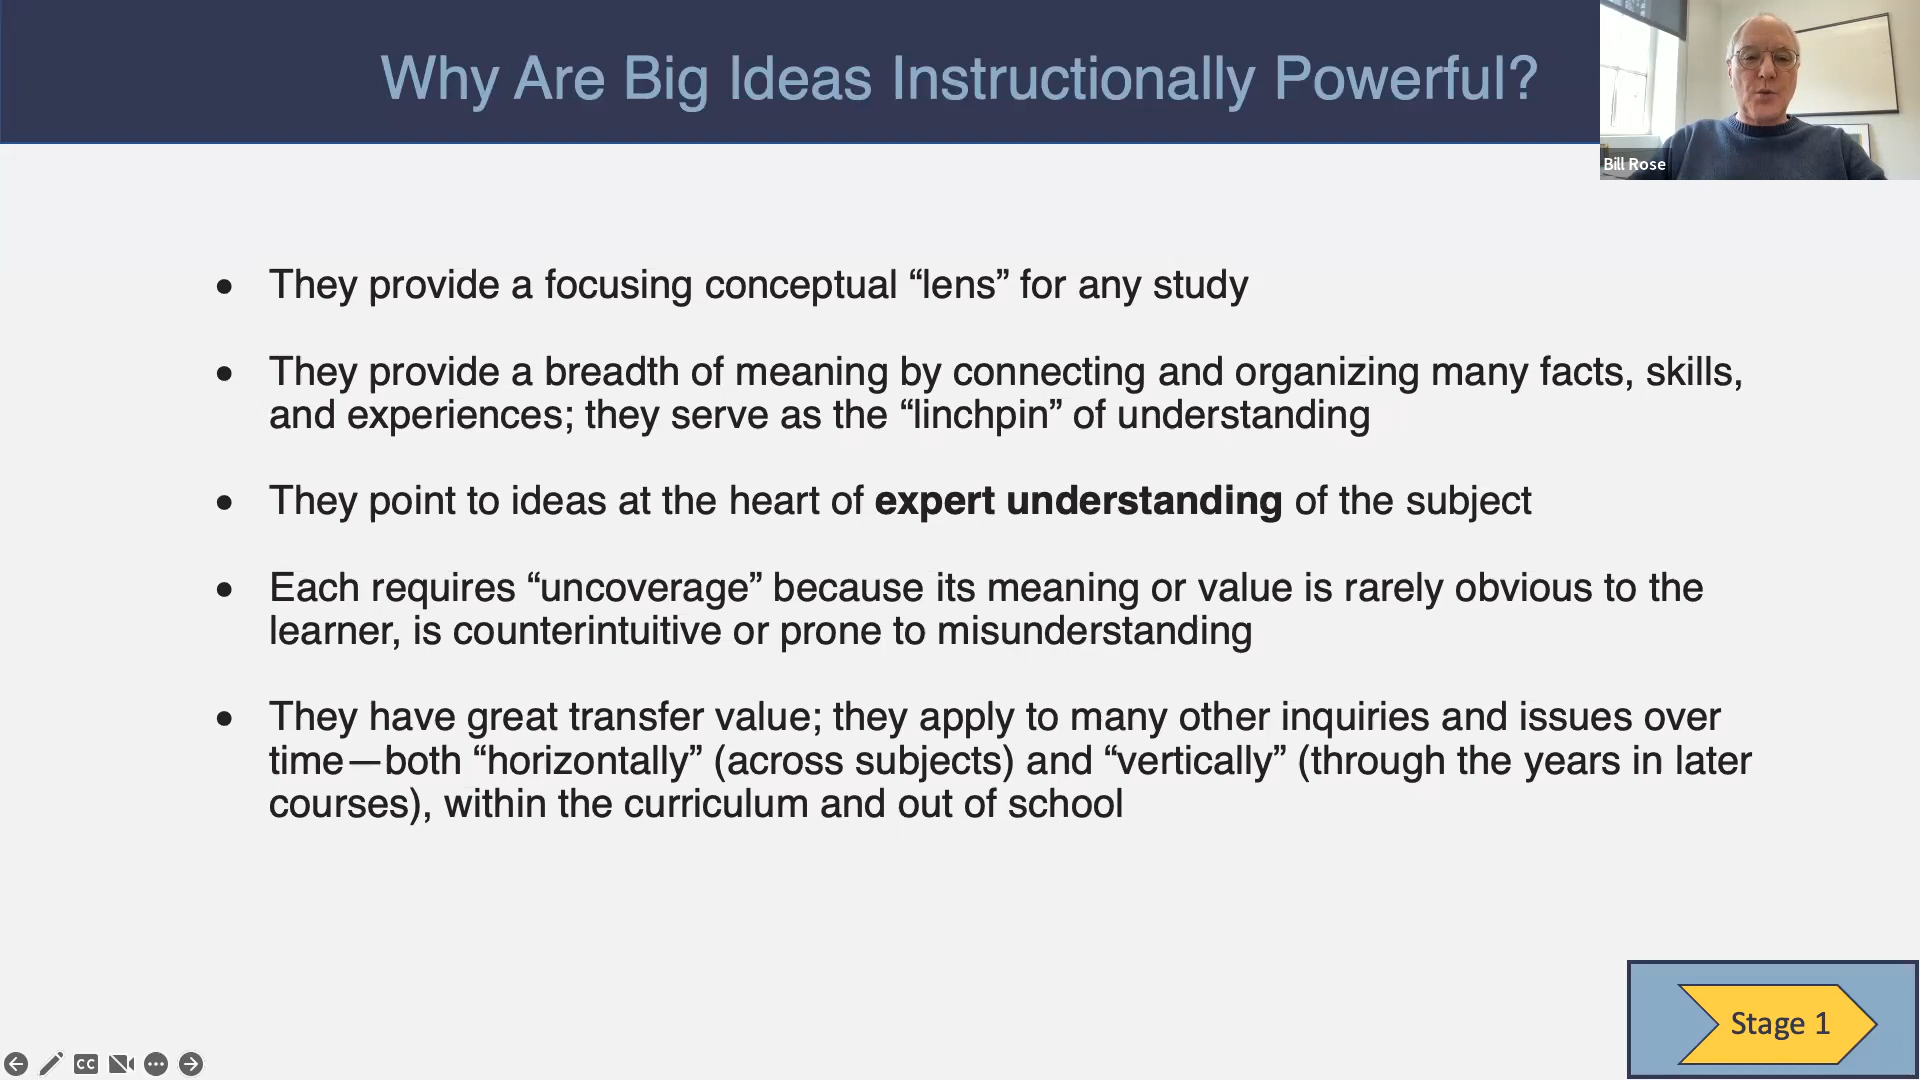 Why Are Big Ideas Instructionally Powerful?
Bill Rose
• They provide a focusing conceptual “lens” for any study
• They provide a breadth of meaning by connecting and organizing many facts, skills,
and experiences; they serve as the “linchpin” of understanding
• They point to ideas at the heart of expert understanding of the subject
• Each requires “uncoverage” because its meaning or value is rarely obvious to the
learner, is counterintuitive or prone to misunderstanding
• They have great transfer value; they apply to many other inquiries and issues over
time—both “horizontally” (across subjects) and “vertically” (through the years in later
courses), within the curriculum and out of school
Stage 1
CC